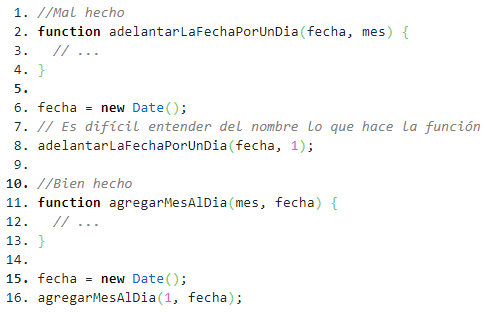 1. //Mal hecho
2. function adelantarLaFechaPorUnDia(fecha, mes) {
3.   // ...
4. }
5.
6. fecha = new Date();
7. // Es difícil entender del nombre lo que hace la función
8. adelantarLaFechaPorUnDia(fecha, 1);
9.
10. //Bien hecho
11. function agregarMesAlDia(mes, fecha) {
12.   // ...
13. }
14.
15. fecha = new Date();
16. agregarMesAlDia(1, fecha);